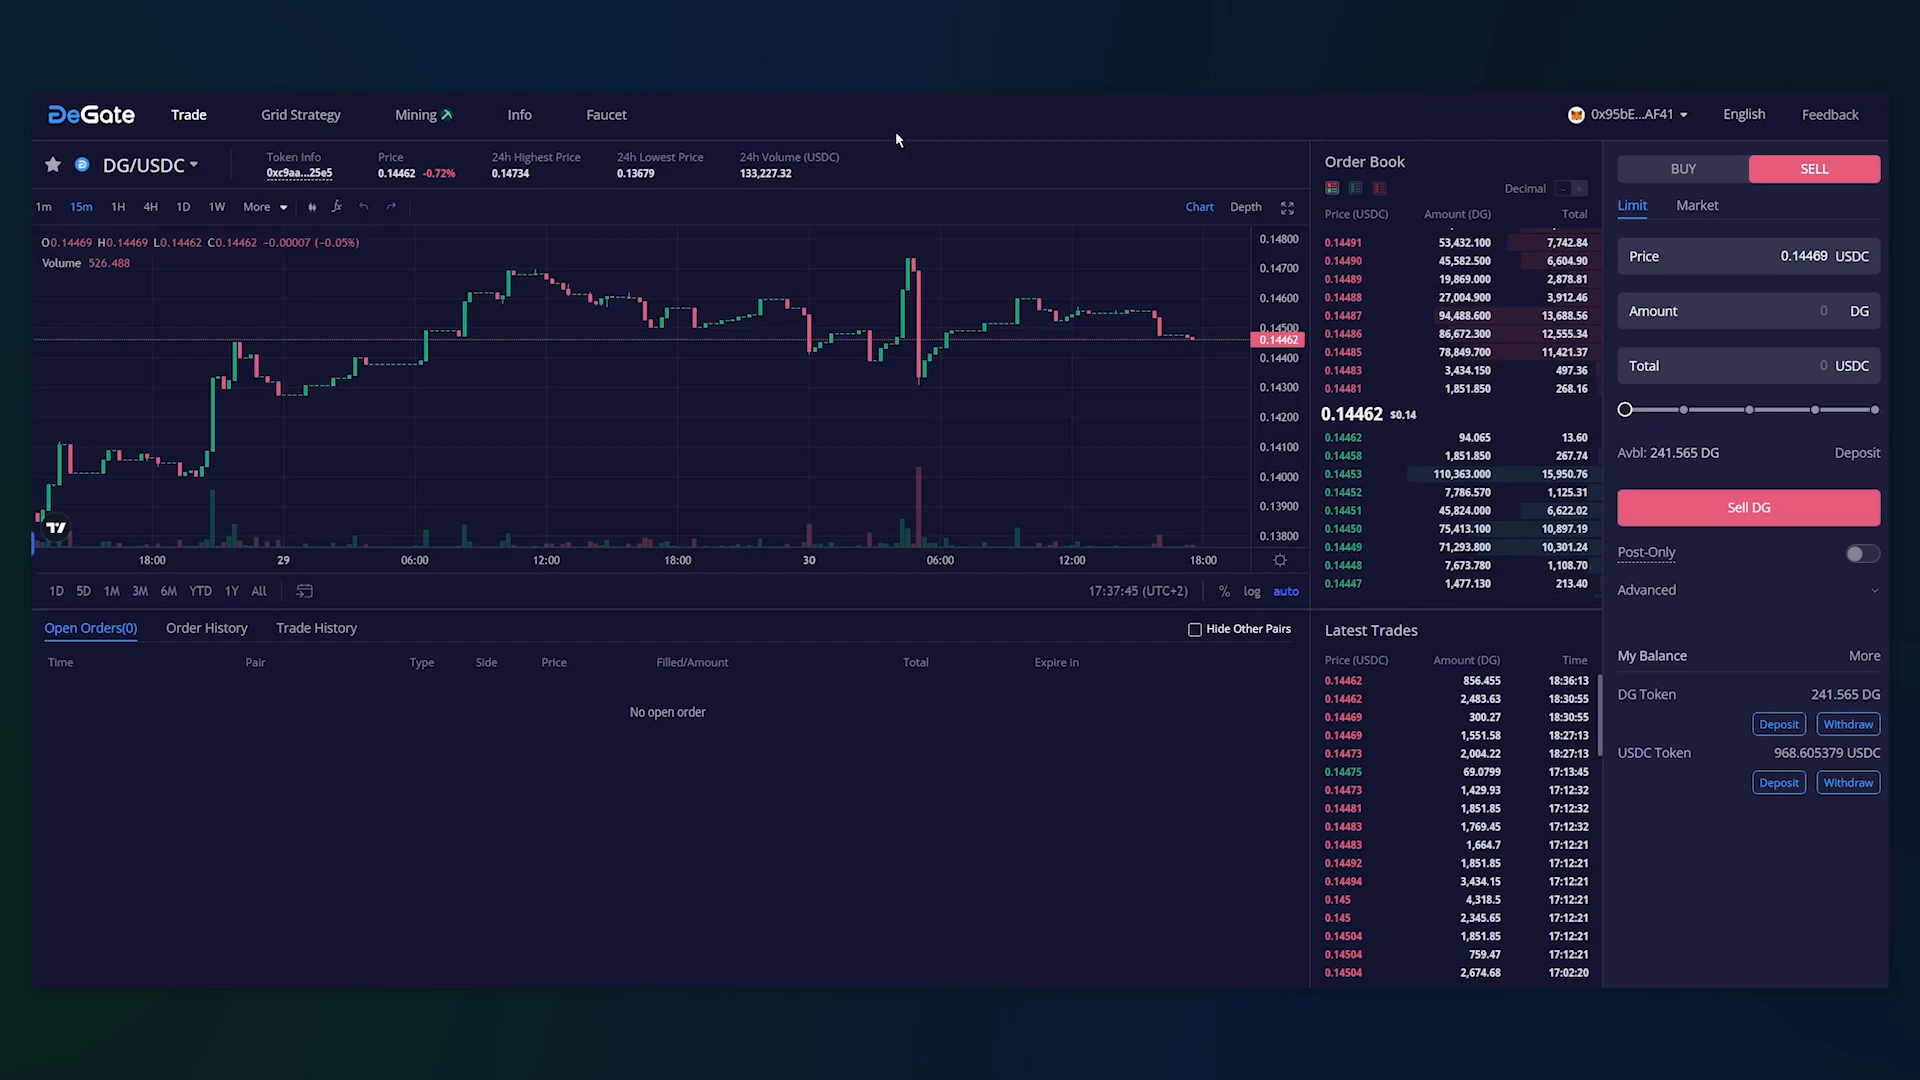 DeGate Trade Grid Strategy Mining Info Faucet 0x95bE...AF41 English Feedback
DG/USDC
Token Info Price 24h Highest Price 24h Lowest Price 24h Volume (USDC)
0xc9aa...25e5 0.14462 -0.72% 0.14734 0.13679 133,227.32
1m 15m 1H 4H 1D 1W More Chart Depth
O0.14469 H0.14469 L0.14462 C0.14462 −0.00007 (−0.05%)
Volume 526.488
0.14800
0.14700
0.14600
0.14500
0.14462
0.14400
0.14300
0.14200
0.14100
0.14000
0.13900
0.13800
18:00 29 06:00 12:00 18:00 30 06:00 12:00 18:00
1D 5D 1M 3M 6M YTD 1Y All 17:37:45 (UTC+2) % log auto
Open Orders(0) Order History Trade History Hide Other Pairs
Time Pair Type Side Price Filled/Amount Total Expire In
No open order
Order Book
Decimal - +
Price (USDC) Amount (DG) Total
0.14491 53,432.100 7,742.84
0.14490 45,582.500 6,604.90
0.14489 19,869.000 2,878.81
0.14488 27,004.900 3,912.46
0.14487 94,488.600 13,688.56
0.14486 86,672.300 12,555.34
0.14485 78,849.700 11,421.37
0.14483 3,434.150 497.36
0.14481 1,851.850 268.16
0.14462 $0.14
0.14462 94.065 13.60
0.14458 1,851.850 267.74
0.14453 110,363.000 15,950.76
0.14452 7,786.570 1,125.31
0.14451 45,824.000 6,622.02
0.14450 75,413.100 10,897.19
0.14449 71,293.800 10,301.24
0.14448 7,673.780 1,108.70
0.14447 1,477.130 213.40
Latest Trades
Price (USDC) Amount (DG) Time
0.14462 856.455 18:36:13
0.14462 2,483.63 18:30:55
0.14469 300.27 18:30:55
0.14469 1,551.58 18:27:13
0.14473 2,004.22 18:27:13
0.14475 69.0799 17:13:45
0.14473 1,429.93 17:12:32
0.14481 1,851.85 17:12:32
0.14483 1,769.45 17:12:32
0.14483 1,664.7 17:12:21
0.14492 1,851.85 17:12:21
0.14494 3,434.15 17:12:21
0.145 4,318.5 17:12:21
0.145 2,345.65 17:12:21
0.14504 1,851.85 17:12:21
0.14504 759.47 17:12:21
0.14504 2,674.68 17:02:20
BUY SELL
Limit Market
Price 0.14469 USDC
Amount 0 DG
Total 0 USDC
Avbl: 241.565 DG Deposit
Sell DG
Post-Only
Advanced
My Balance More
DG Token 241.565 DG
Deposit Withdraw
USDC Token 968.605379 USDC
Deposit Withdraw